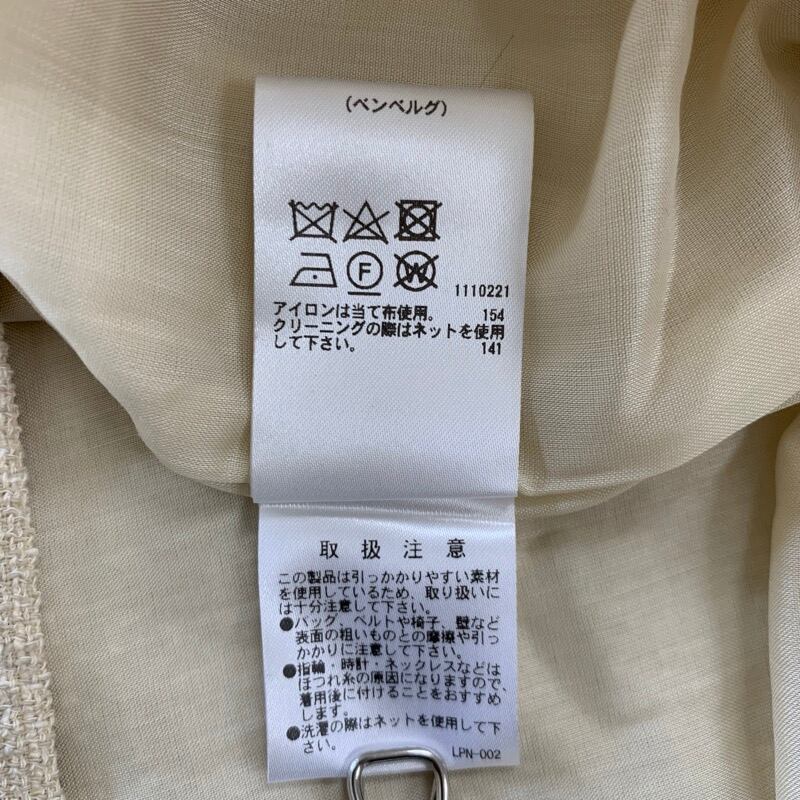 (ベンベルグ)
F W
1110221
アイロンは当て布使用。 154
クリーニングの際はネットを使用
して下さい。 141
取扱注意
この製品は引っかかりやすい素材
を使用しているため、取り扱いに
は十分注意して下さい。
●バッグ、ベルトや椅子、壁など
表面の粗いものとの摩擦や引っ
かかりに注意して下さい。
●指輪・時計・ネックレスなどは
ほつれ糸の原因になりますので、
着用後に付けることをおすすめ
します。
●洗濯の際はネットを使用して下
さい。
LPN-002